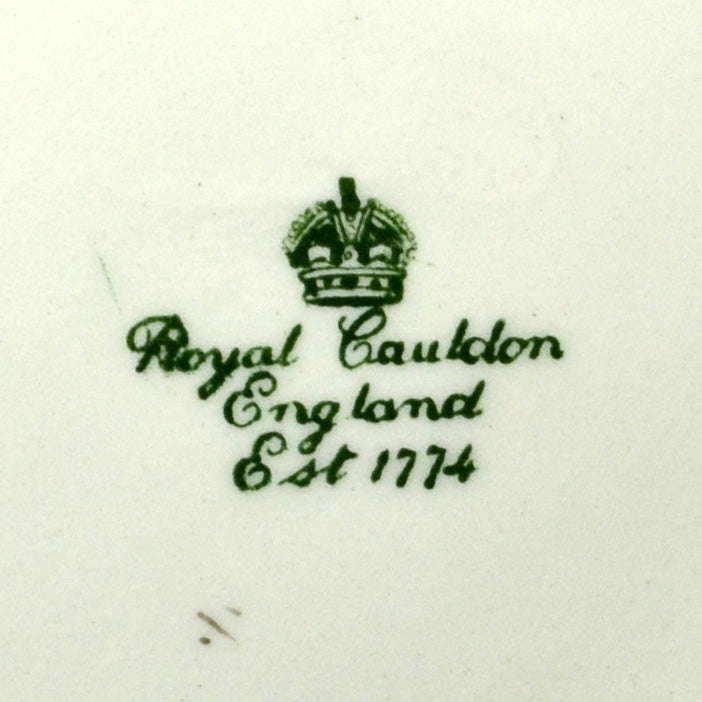 Royal Cauldon
England
Est 1774